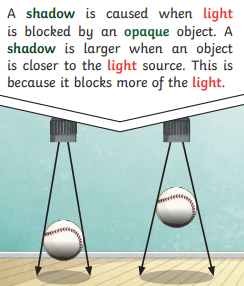 A shadow is caused when light
is blocked by an opaque object. A
shadow is larger when an object
is closer to the light source. This is
because it blocks more of the light.